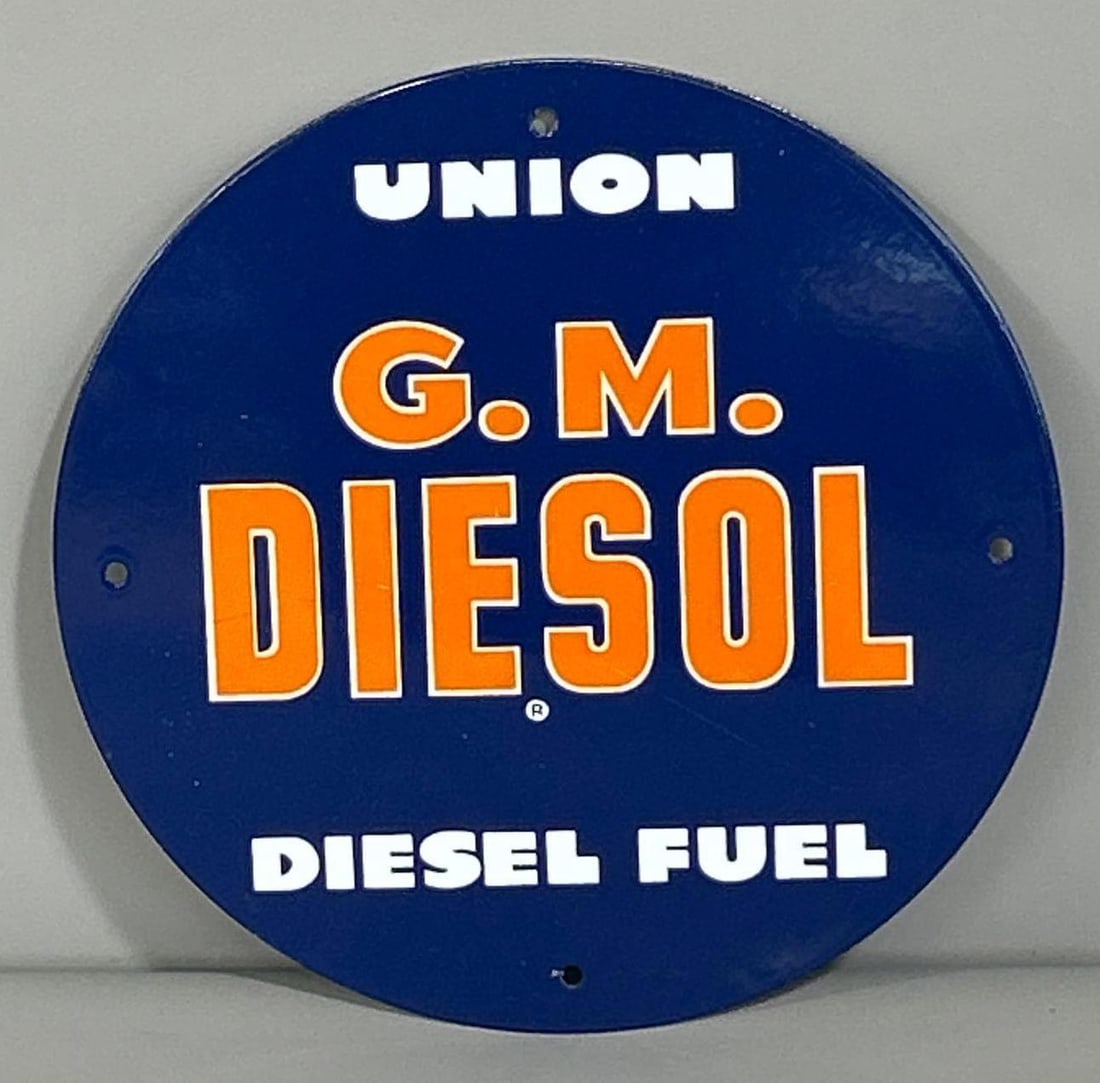 UNION
G.M.
DIESOL
®
DIESEL FUEL